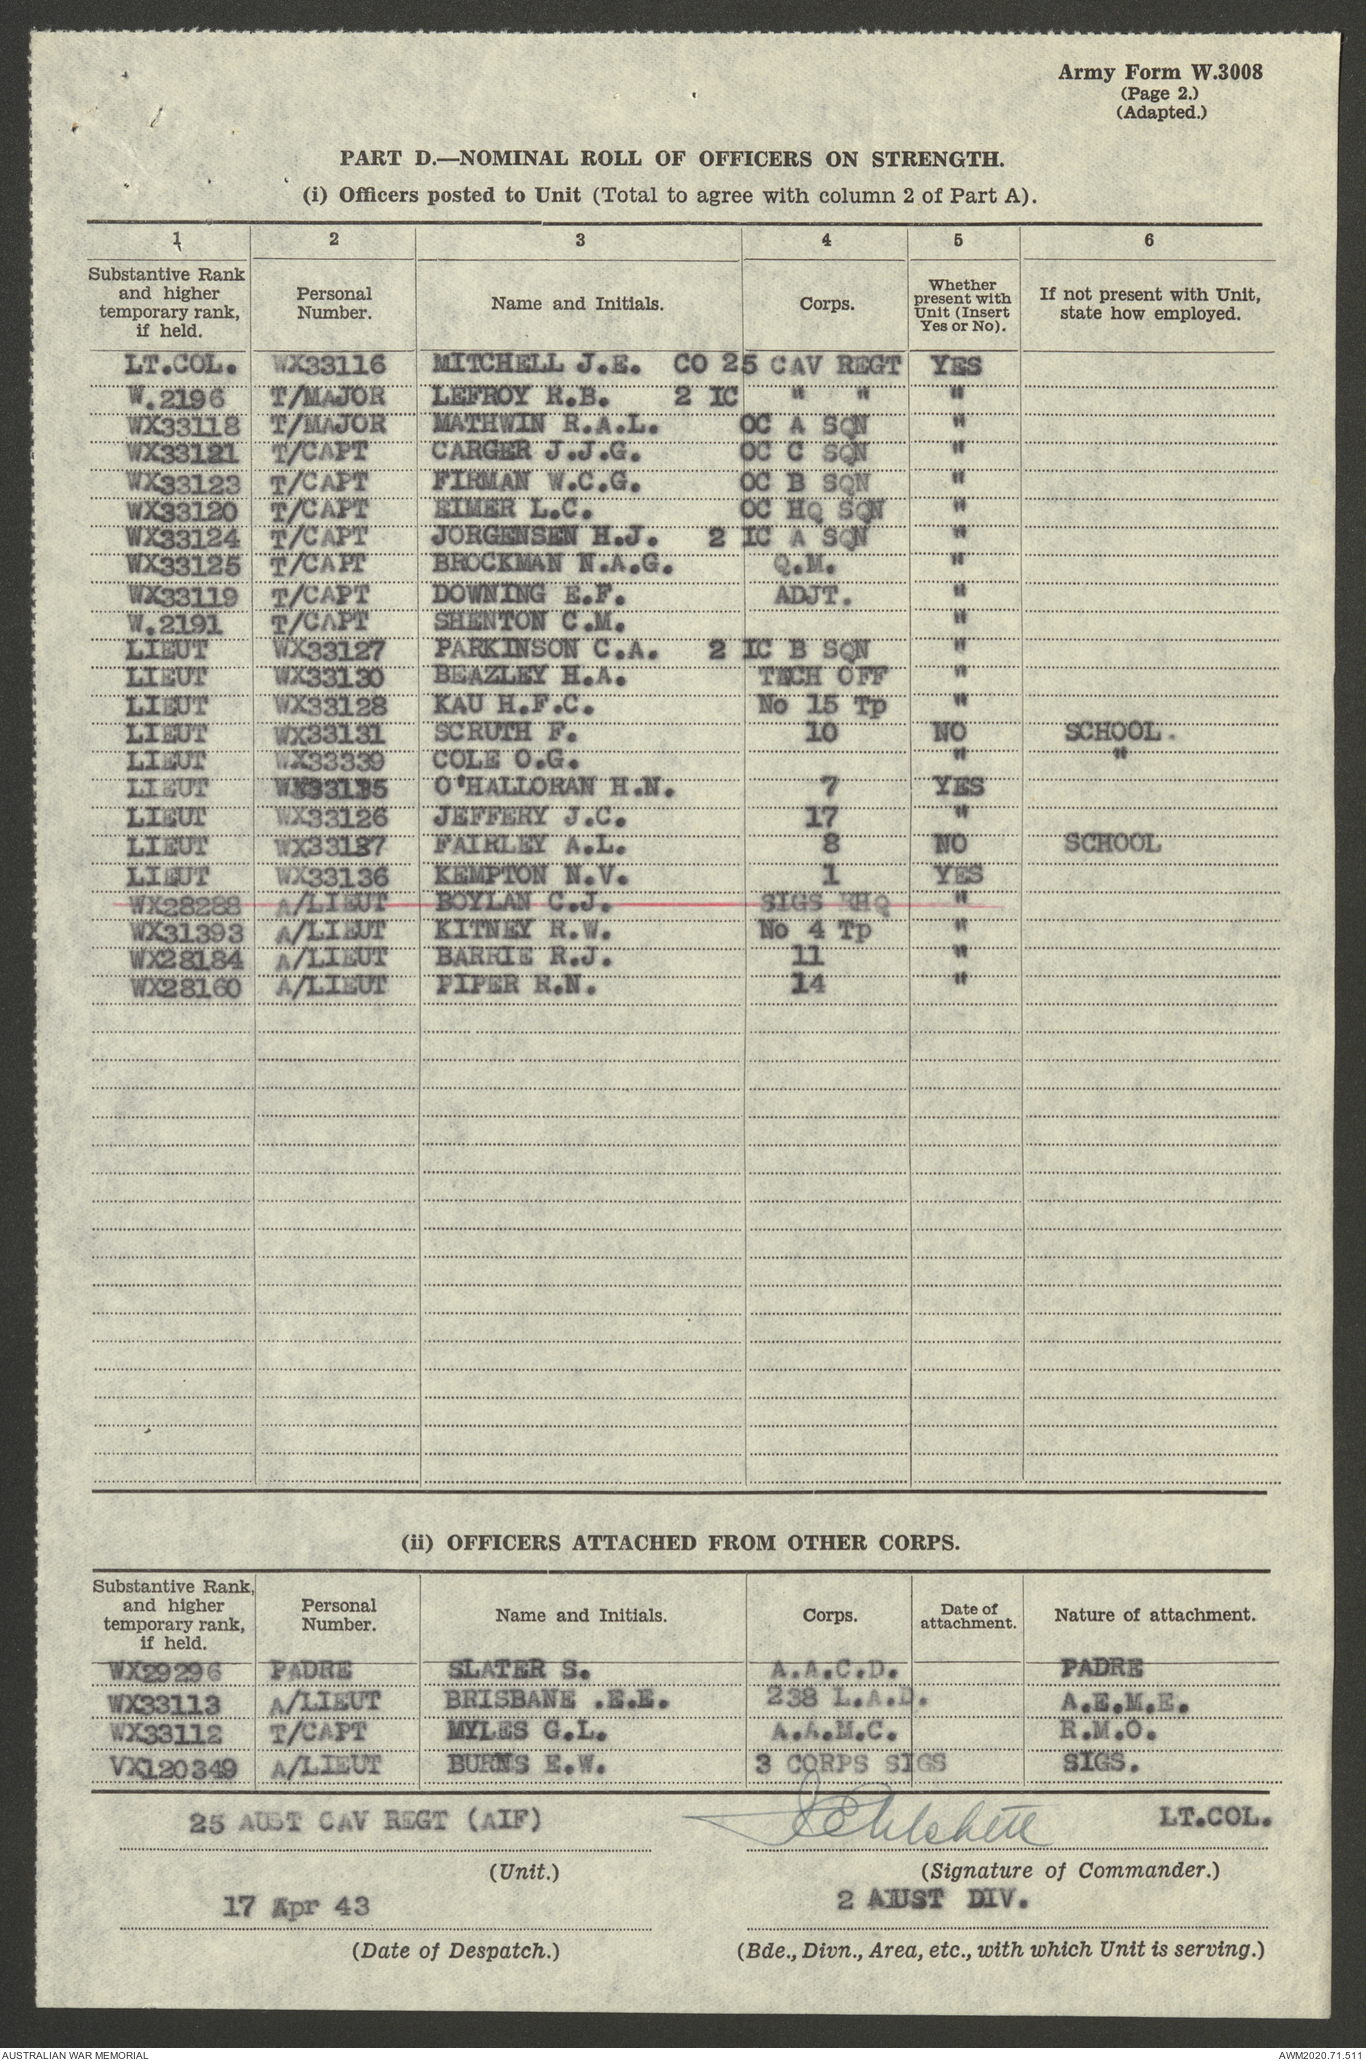 Army Form W.3008
(Page 2.)
(Adapted.)
PART D.—NOMINAL ROLL OF OFFICERS ON STRENGTH.
(i) Officers posted to Unit (Total to agree with column 2 of Part A).
1 2 3 4 5 6
Substantive Rank and higher temporary rank, if held. Personal Number. Name and Initials. Corps. Whether present with Unit (Insert Yes or No). If not present with Unit, state how employed.
LT.COL. WX33116 MITCHELL J.E. CO 25 CAV REGT YES
W.2196 T/MAJOR LEFROY R.B. 2 IC " " "
WX33118 T/MAJOR MATHWIN R.A.L. OC A SQN "
WX33121 T/CAPT CARGER J.J.G. OC C SQN "
WX33123 T/CAPT FIRMAN W.C.G. OC B SQN "
WX33120 T/CAPT EIMER L.C. OC HQ SQN "
WX33124 T/CAPT JORGENSEN H.J. 2 IC A SQN "
WX33125 T/CAPT BROCKMAN N.A.G. Q.M. "
WX33119 T/CAPT DOWNING E.F. ADJT. "
W.2191 T/CAPT SHENTON C.M. "
LIEUT WX33127 PARKINSON C.A. 2 IC B SQN "
LIEUT WX33130 BEAZLEY H.A. TECH OFF "
LIEUT WX33128 KAU H.F.C. No 15 Tp "
LIEUT WX33131 SCRUTH F. 10 NO SCHOOL.
LIEUT WX33339 COLE O.G. " "
LIEUT WX33135 O'HALLORAN H.N. 7 YES
LIEUT WX33126 JEFFERY J.C. 17 "
LIEUT WX33137 FAIRLEY A.L. 8 NO SCHOOL
LIEUT WX33136 KEMPTON N.V. 1 YES
WX28288 A/LIEUT BOYLAN C.J. SIGS RHQ "
WX31393 A/LIEUT KITNEY R.W. No 4 Tp "
WX28184 A/LIEUT BARRIE R.J. 11 "
WX28160 A/LIEUT PIPER R.N. 14 "
(ii) OFFICERS ATTACHED FROM OTHER CORPS.
Substantive Rank, and higher temporary rank, if held. Personal Number. Name and Initials. Corps. Date of attachment. Nature of attachment.
WX29296 PADRE SLATER S. A.A.C.D. PADRE
WX33113 A/LIEUT BRISBANE .E.E. 238 L.A.D. A.E.M.E.
WX33112 T/CAPT MYLES G.L. A.A.M.C. R.M.O.
VX120349 A/LIEUT BURNS E.W. 3 CORPS SIGS SIGS.
25 AUST CAV REGT (AIF) JEMitchell LT.COL.
(Unit.) (Signature of Commander.)
17 Apr 43 2 AUST DIV.
(Date of Despatch.) (Bde., Divn., Area, etc., with which Unit is serving.)
AUSTRALIAN WAR MEMORIAL AWM2020.71.511